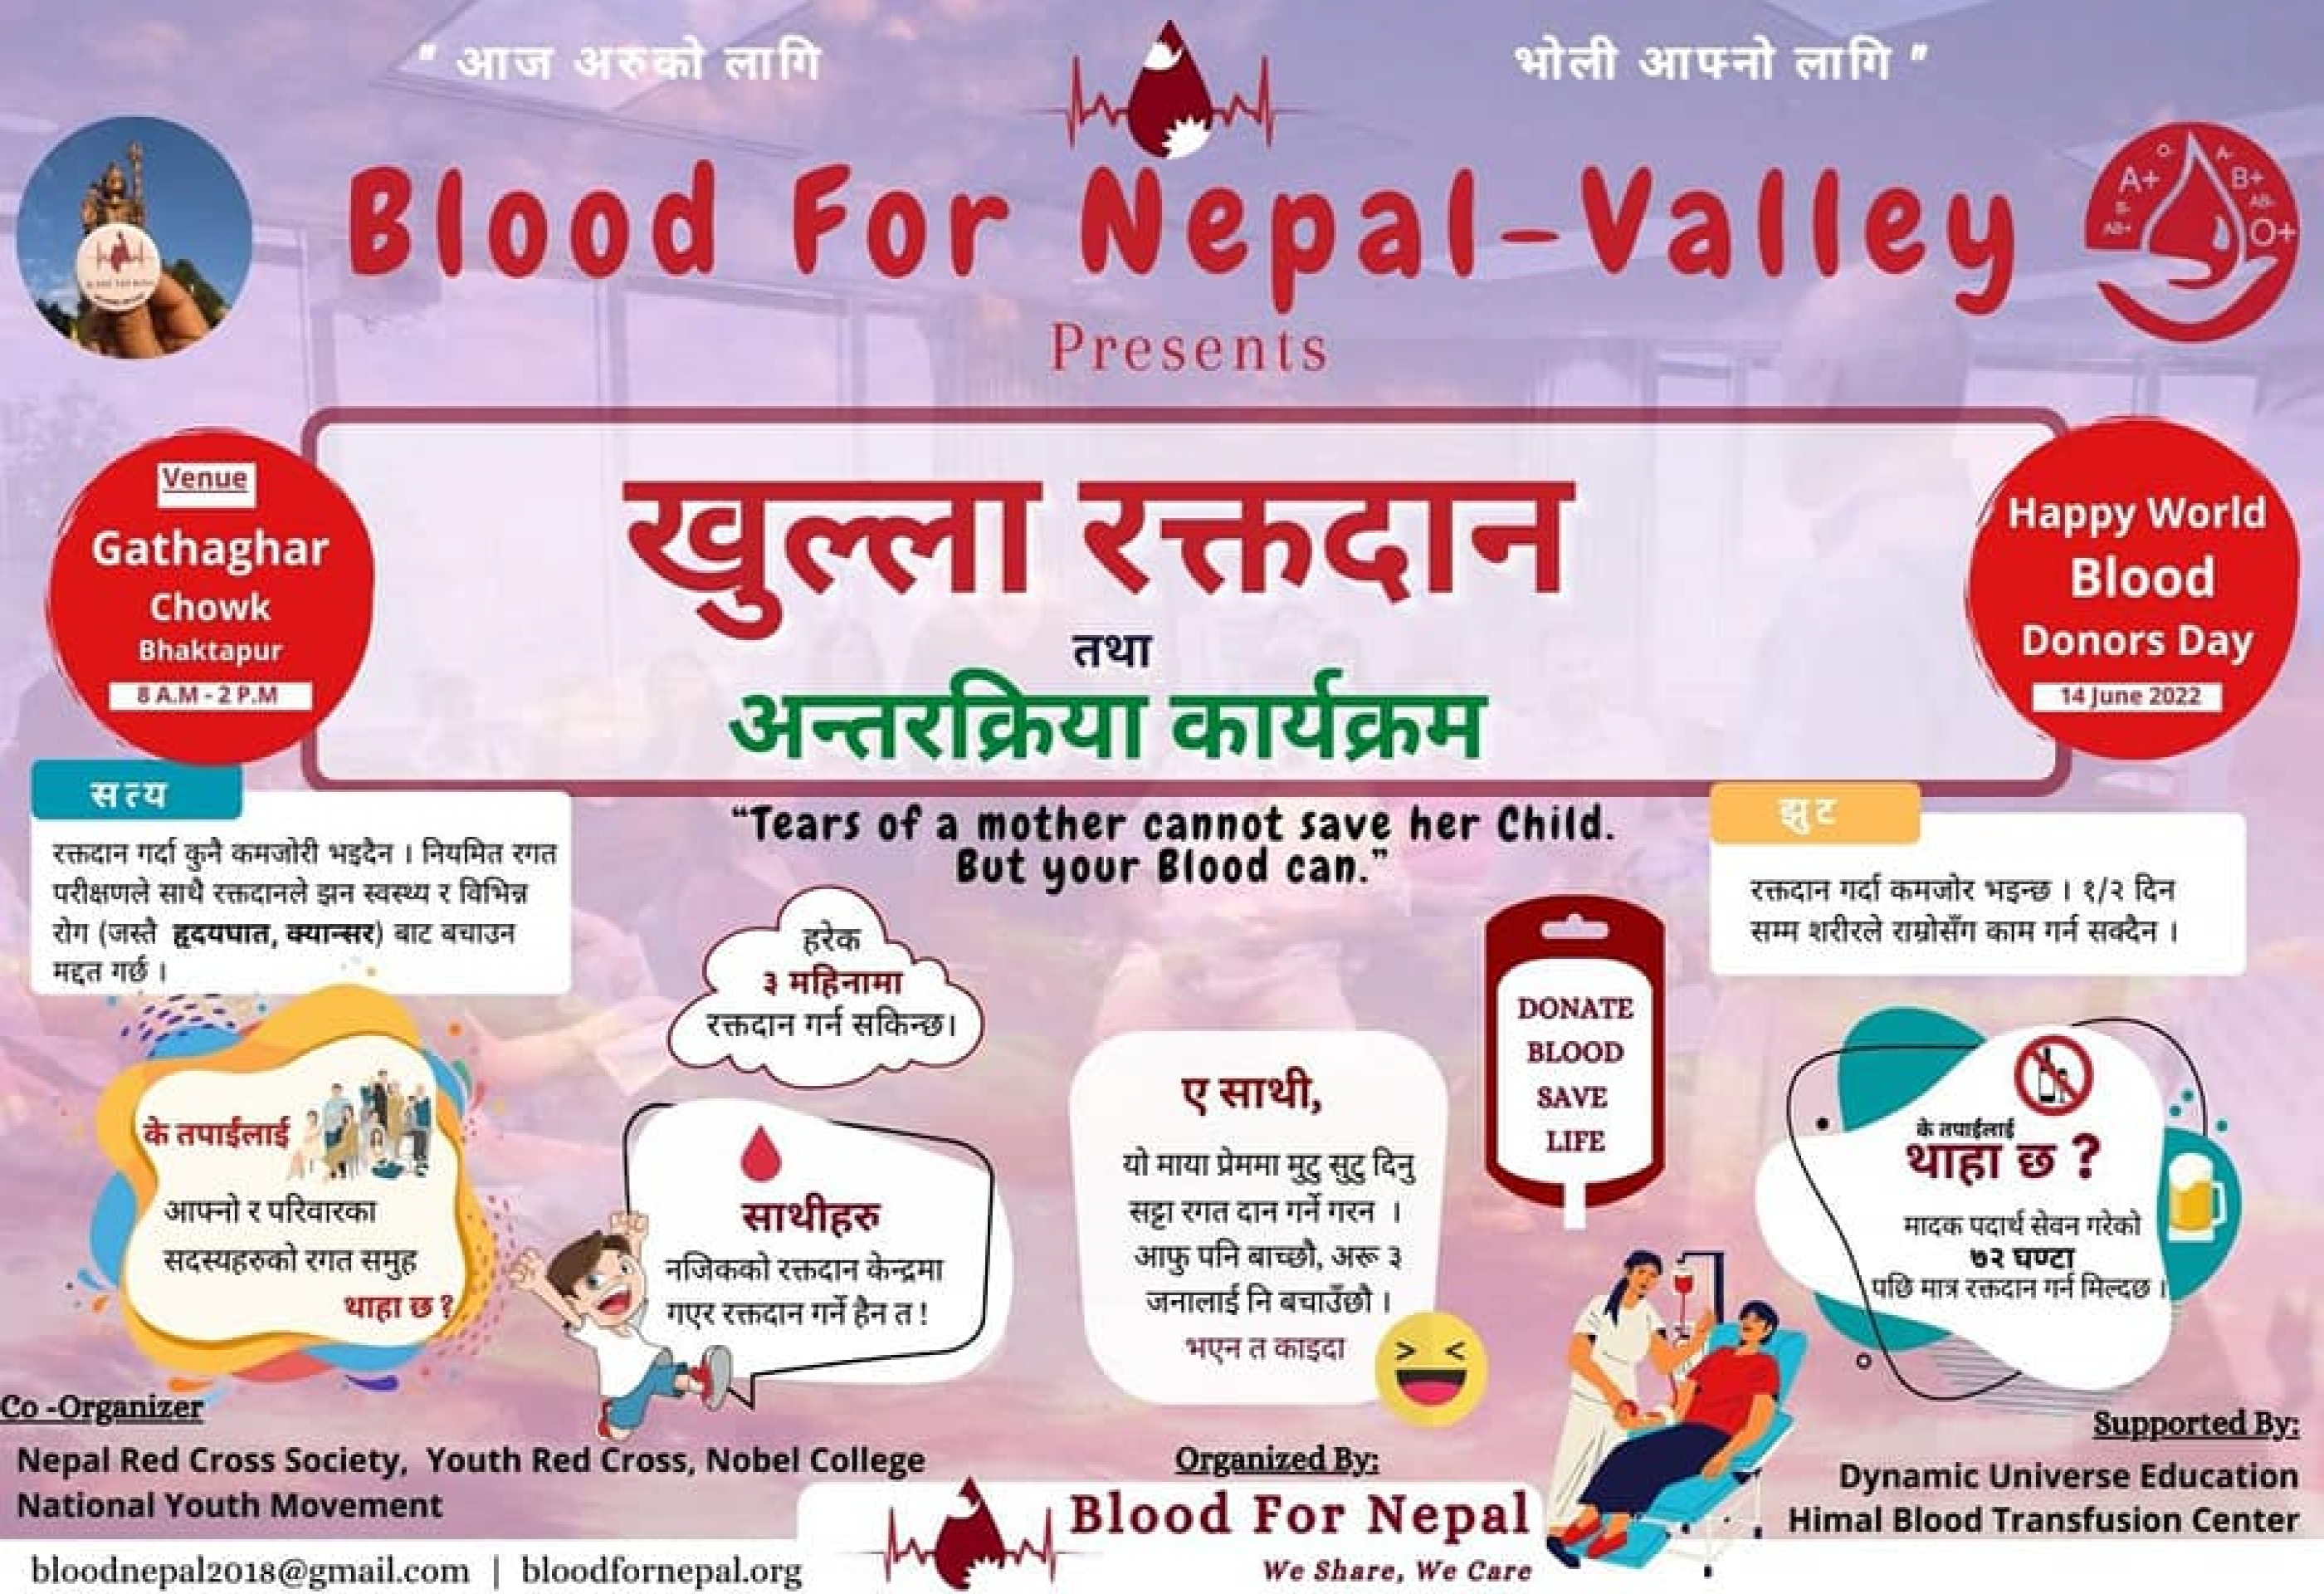 " आज अरुको लागि
भोली आफ्नो लागि "
Blood For Nepal-Valley
Presents
A+
O-
A-
B+
B-
AB-
AB+
O+
Venue
Gathaghar
Chowk
Bhaktapur
8 A.M - 2 P.M
खुल्ला रक्तदान
तथा
अन्तरक्रिया कार्यक्रम
Happy World
Blood
Donors Day
14 June 2022
सत्य
रक्तदान गर्दा कुनै कमजोरी भइदैन । नियमित रगत
परीक्षणले साथै रक्तदानले झन स्वस्थ्य र विभिन्न
रोग (जस्तै हृदयघात, क्यान्सर) बाट बचाउन
मद्दत गर्छ ।
"Tears of a mother cannot save her Child.
But your Blood can."
झुट
रक्तदान गर्दा कमजोर भइन्छ । १/२ दिन
सम्म शरीरले राम्रोसँग काम गर्न सक्दैन ।
हरेक
३ महिनामा
रक्तदान गर्न सकिन्छ।
DONATE
BLOOD
SAVE
LIFE
के तपाईंलाई
आफ्नो र परिवारका
सदस्यहरुको रगत समुह
थाहा छ ?
साथीहरु
नजिकको रक्तदान केन्द्रमा
गएर रक्तदान गर्ने हैन त !
ए साथी,
यो माया प्रेममा मुटु सुटु दिनु
सट्टा रगत दान गर्ने गरन ।
आफु पनि बाच्छौ, अरू ३
जनालाई नि बचाउँछौ ।
भएन त काइदा
के तपाईंलाई
थाहा छ ?
मादक पदार्थ सेवन गरेको
७२ घण्टा
पछि मात्र रक्तदान गर्न मिल्दछ ।
Co -Organizer
Nepal Red Cross Society, Youth Red Cross, Nobel College
National Youth Movement
Organized By:
Blood For Nepal
We Share, We Care
Supported By:
Dynamic Universe Education
Himal Blood Transfusion Center
bloodnepal2018@gmail.com | bloodfornepal.org